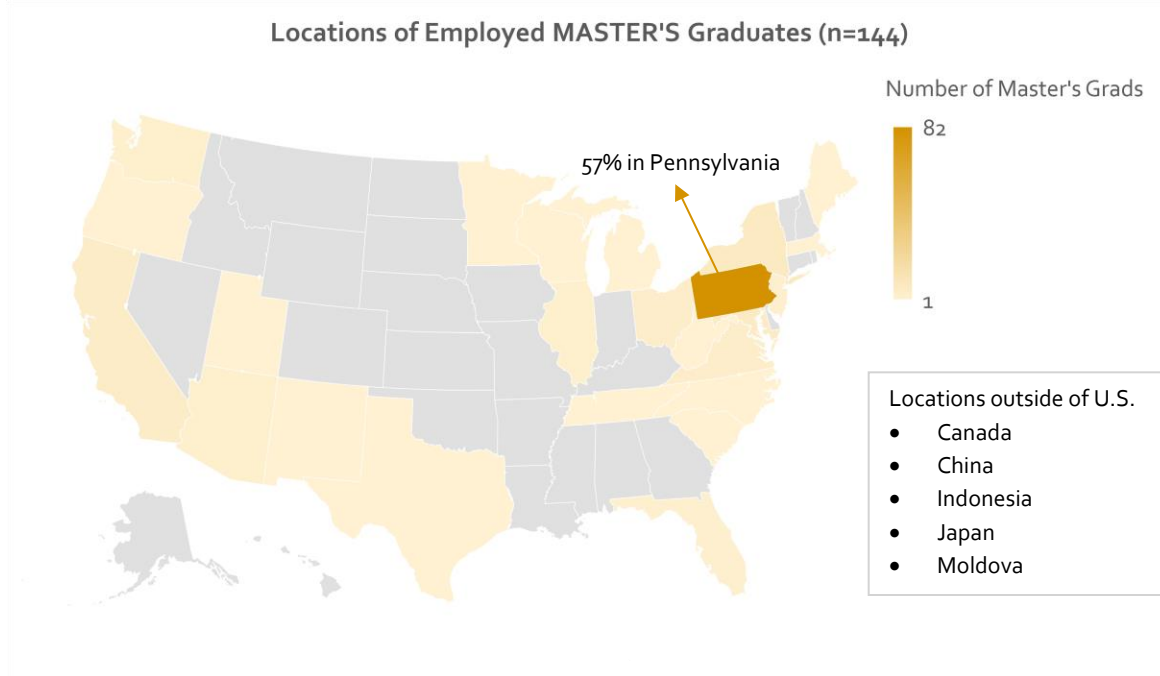 Locations of Employed MASTER'S Graduates (n=144)
Number of Master's Grads
82
57% in Pennsylvania
1
Locations outside of U.S.
• Canada
• China
• Indonesia
• Japan
• Moldova